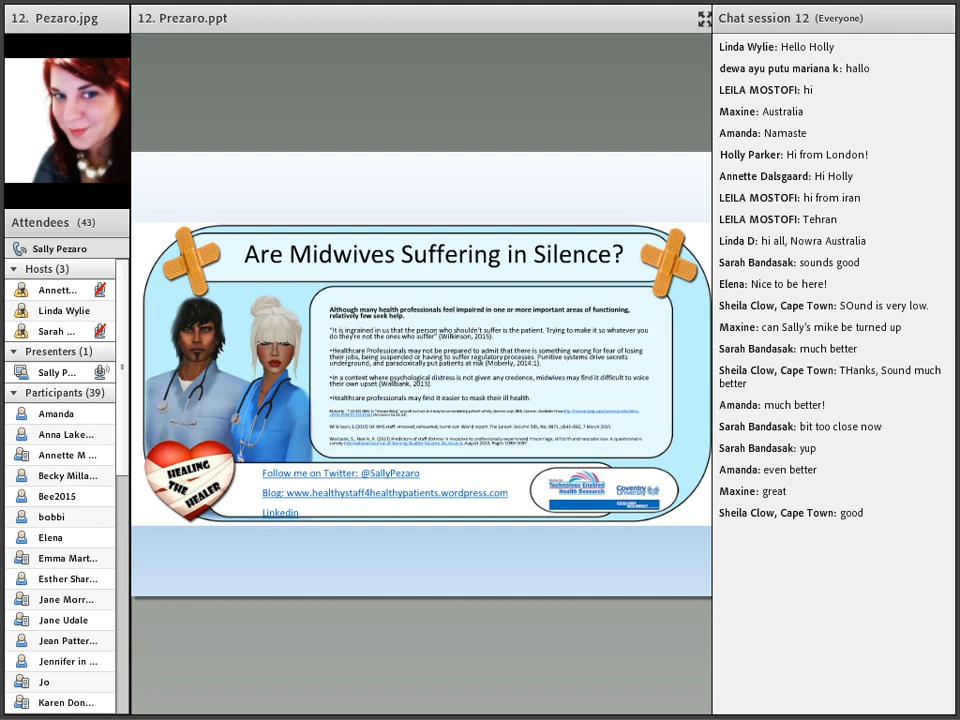 12. Pezaro.jpg
Attendees (43)
Sally Pezaro
Hosts (3)
Annett...
Linda Wylie
Sarah ...
Presenters (1)
Sally P...
Participants (39)
Amanda
Anna Lake...
Annette M ...
Becky Milla...
Bee2015
bobbi
Elena
Emma Mart...
Esther Shar...
Jane Morr...
Jane Udale
Jean Patter...
Jennifer in ...
Jo
Karen Don...
12. Prezaro.ppt
Are Midwives Suffering in Silence?
Although many health professionals feel impaired in one or more important areas of functioning,
relatively few seek help.
"It is ingrained in us that the person who shouldn't suffer is the patient. Trying to make it so whatever you
do they're not the ones who suffer" (Wilkinson, 2015).
•Healthcare Professionals may not be prepared to admit that there is something wrong for fear of losing
their jobs, being suspended or having to suffer regulatory processes. Punitive systems drive secrets
underground, and paradoxically put patients at risk (Moberly, 2014:1).
•In a context where psychological distress is not given any credence, midwives may find it difficult to voice
their own upset (Wallbank, 2013).
•Healthcare professionals may find it easier to mask their ill health.
HEALING
THE
HEALER
Follow me on Twitter: @SallyPezaro
Blog: www.healthystaff4healthypatients.wordpress.com
Linkedin
Technology Enabled
Health Research
Coventry
University
Chat session 12 (Everyone)
Linda Wylie: Hello Holly
dewa ayu putu mariana k: hallo
LEILA MOSTOFI: hi
Maxine: Australia
Amanda: Namaste
Holly Parker: Hi from London!
Annette Dalsgaard: Hi Holly
LEILA MOSTOFI: hi from iran
LEILA MOSTOFI: Tehran
Linda D: hi all, Nowra Australia
Sarah Bandasak: sounds good
Elena: Nice to be here!
Sheila Clow, Cape Town: SOund is very low.
Maxine: can Sally's mike be turned up
Sarah Bandasak: much better
Sheila Clow, Cape Town: THanks, Sound much
better
Amanda: much better!
Sarah Bandasak: bit too close now
Sarah Bandasak: yup
Amanda: even better
Maxine: great
Sheila Clow, Cape Town: good